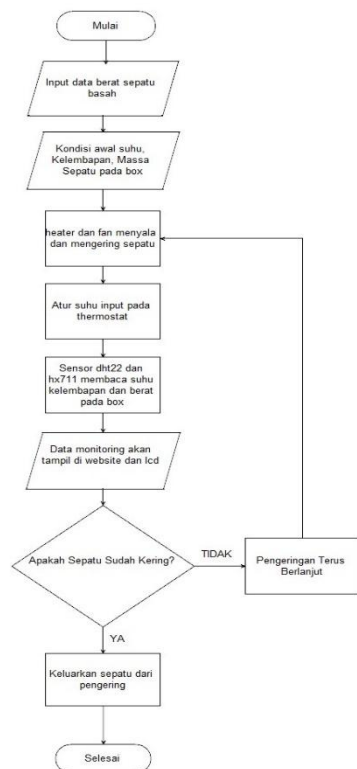 Mulai
Input data berat sepatu
basah
Kondisi awal suhu,
Kelembapan, Massa
Sepatu pada box
heater dan fan menyala
dan mengering sepatu
Atur suhu input pada
thermostat
Sensor dht22 dan
hx711 membaca suhu
kelembapan dan berat
pada box
Data monitoring akan
tampil di website dan lcd
Apakah Sepatu Sudah Kering?
TIDAK
Pengeringan Terus
Berlanjut
YA
Keluarkan sepatu dari
pengering
Selesai